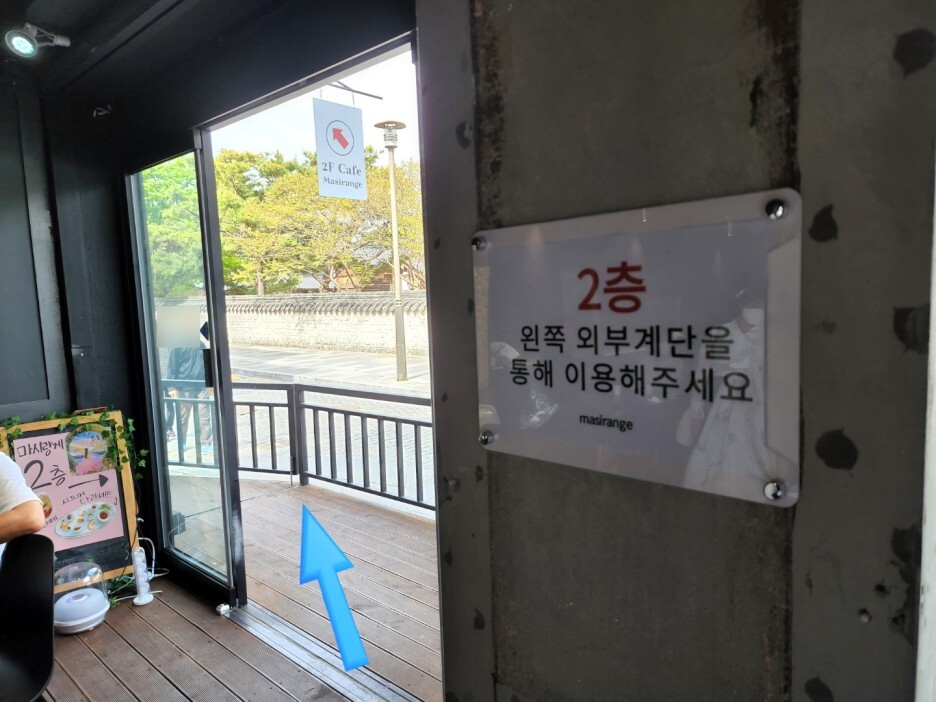 2F Cafe
Masirange
2층
왼쪽 외부계단을
통해 이용해주세요
masirange
마시랑게
2층